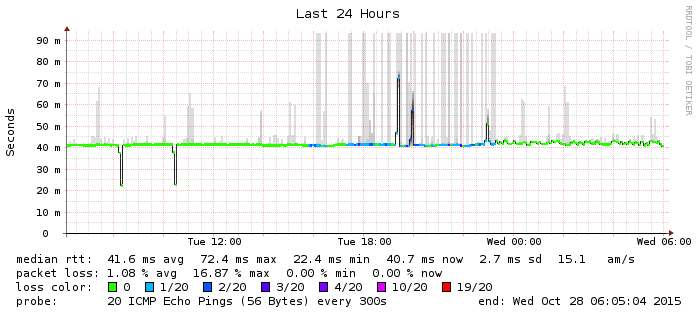 Last 24 Hours
RRDTOOL / TOBI OETIKER
Seconds
90 m
80 m
70 m
60 m
50 m
40 m
30 m
20 m
10 m
0
Tue 12:00 Tue 18:00 Wed 00:00 Wed 06:00
median rtt: 41.6 ms avg 72.4 ms max 22.4 ms min 40.7 ms now 2.7 ms sd 15.1 am/s
packet loss: 1.08 % avg 16.87 % max 0.00 % min 0.00 % now
loss color: 0 1/20 2/20 3/20 4/20 10/20 19/20
probe: 20 ICMP Echo Pings (56 Bytes) every 300s end: Wed Oct 28 06:05:04 2015